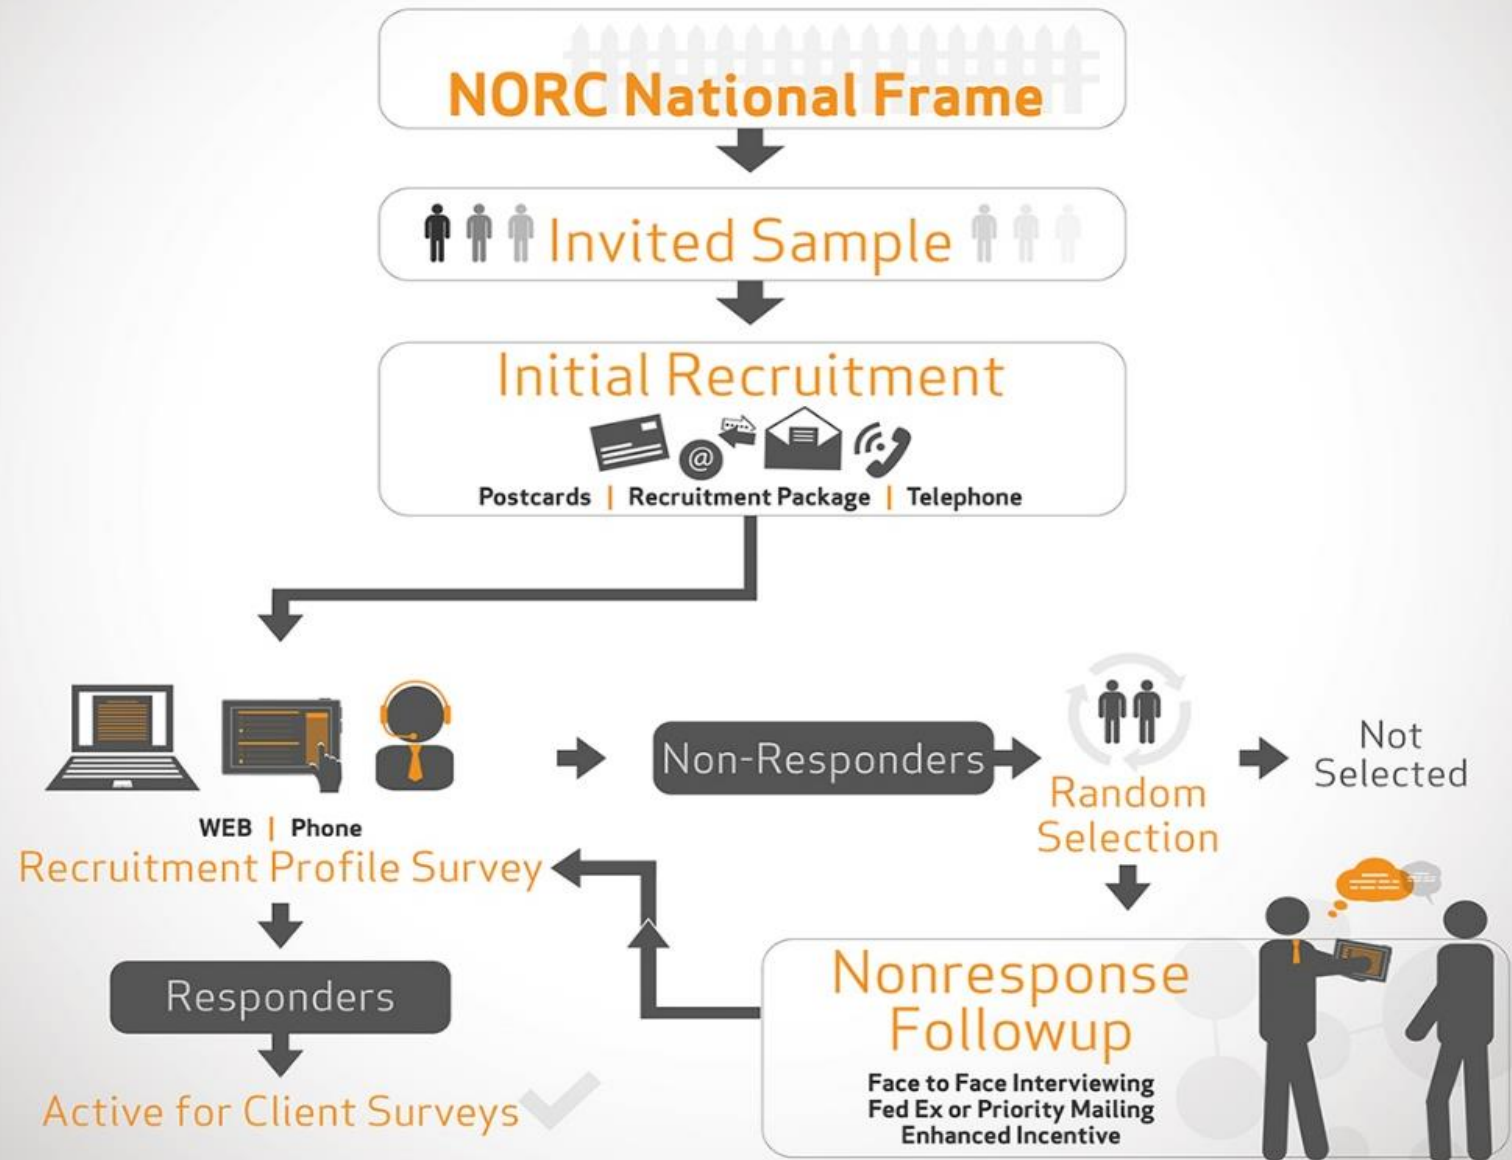 NORC National Frame
Invited Sample
Initial Recruitment
@
Postcards | Recruitment Package | Telephone
WEB | Phone
Recruitment Profile Survey
Non-Responders
Random
Selection
Not
Selected
Responders
Active for Client Surveys
Nonresponse
Followup
Face to Face Interviewing
Fed Ex or Priority Mailing
Enhanced Incentive